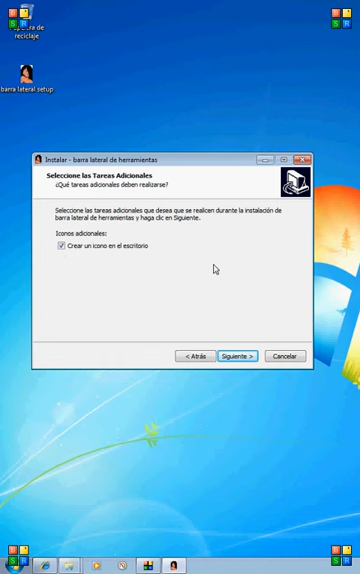 Papelera de
reciclaje
barra lateral setup
Instalar - barra lateral de herramientas
Seleccione las Tareas Adicionales
¿Qué tareas adicionales deben realizarse?
Seleccione las tareas adicionales que desea que se realicen durante la instalación de
barra lateral de herramientas y haga clic en Siguiente.
Iconos adicionales:
Crear un icono en el escritorio
< Atrás
Siguiente >
Cancelar